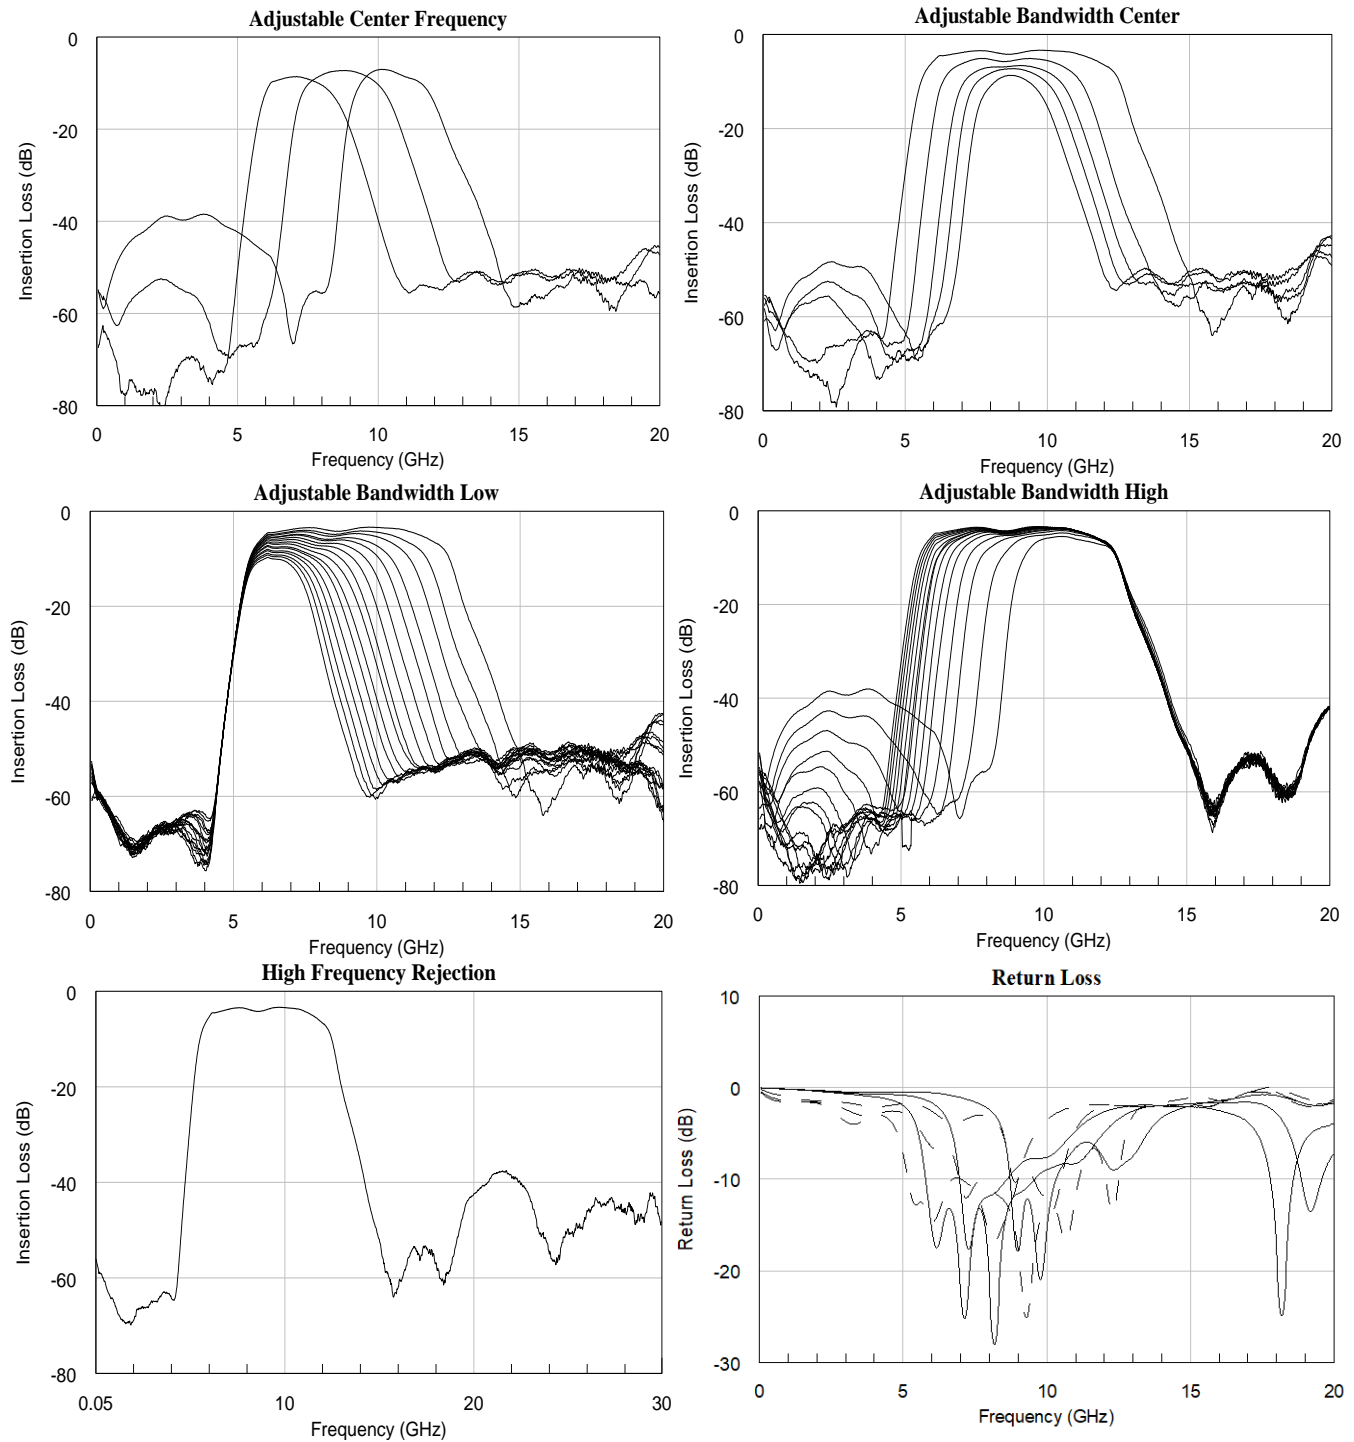 Adjustable Center Frequency
Insertion Loss (dB)
0
-20
-40
-60
-80
0 5 10 15 20
Frequency (GHz)
Adjustable Bandwidth Center
Insertion Loss (dB)
0
-20
-40
-60
-80
0 5 10 15 20
Frequency (GHz)
Adjustable Bandwidth Low
Insertion Loss (dB)
0
-20
-40
-60
-80
0 5 10 15 20
Frequency (GHz)
Adjustable Bandwidth High
Insertion Loss (dB)
0
-20
-40
-60
-80
0 5 10 15 20
Frequency (GHz)
High Frequency Rejection
Insertion Loss (dB)
0
-20
-40
-60
-80
0.05 10 20 30
Frequency (GHz)
Return Loss
Return Loss (dB)
10
0
-10
-20
-30
0 5 10 15 20
Frequency (GHz)